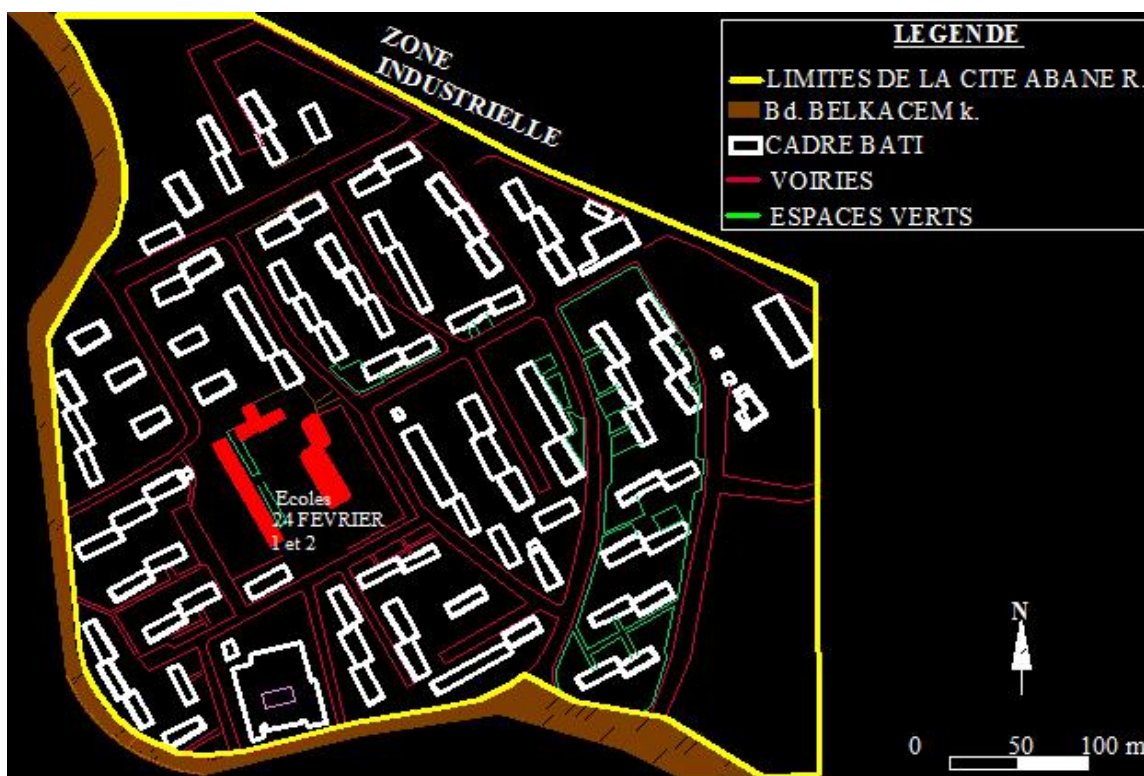 ZONE
INDUSTRIELLE
LEGENDE
LIMITES DE LA CITE ABANE R.
Bd. BELKACEM k.
CADRE BATI
VOIRIES
ESPACES VERTS
Ecoles
24 FEVRIER
1 et 2
N
0 50 100 m